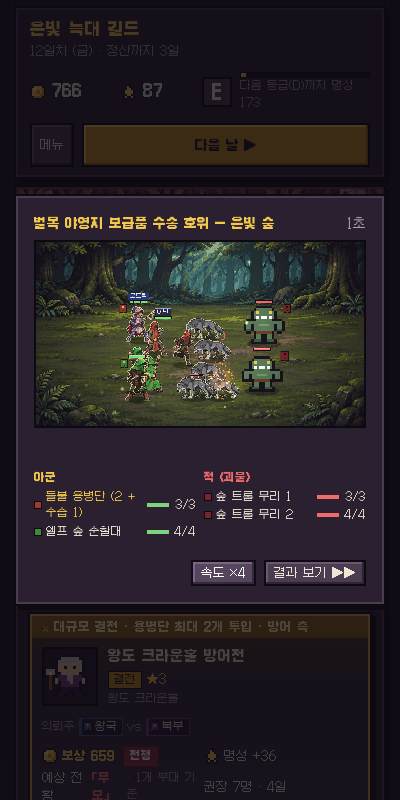 은빛 늑대 길드
12일차 (금) · 정산까지 3일
766
87
E
다음 등급(D)까지 명성
173
메뉴
다음 날 ▶
벌목 야영지 보급품 수송 호위 – 은빛 숲
1초
아군
들불 용병단 (2 +
수습 1)
3/3
엘프 숲 순찰대
4/4
적 (괴물)
숲 트롤 무리 1
3/3
숲 트롤 무리 2
4/4
속도 ×4
결과 보기 ▶▶
대규모 결전 · 용병단 최대 2개 투입 · 방어 측
왕도 크라운홀 방어전
결전 ★3
왕도 크라운홀
의뢰주 왕국 vs 북부
보상 659 전쟁
명성 +36
예상 전황
「무모」
1개 부대 기준
권장 7명 · 4일